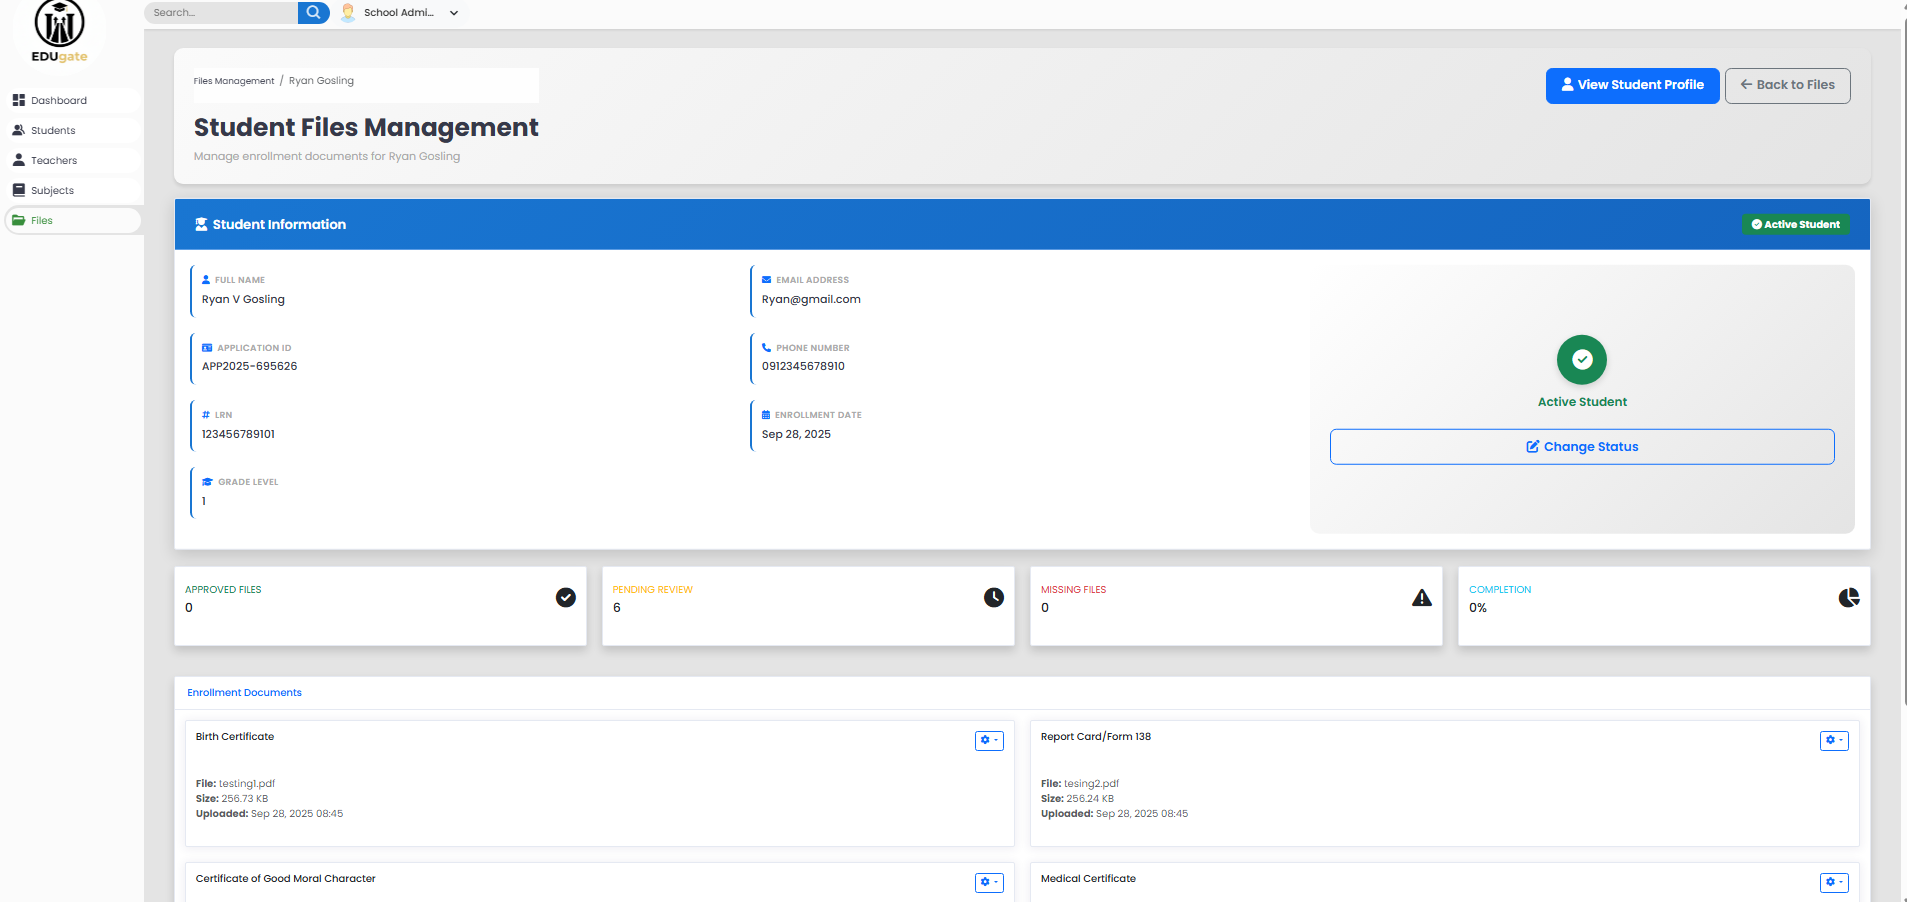 Search...
School Admi...
EDUgate
Dashboard
Students
Teachers
Subjects
Files
Files Management / Ryan Gosling
View Student Profile
Back to Files
Student Files Management
Manage enrollment documents for Ryan Gosling
Student Information
Active Student
FULL NAME
Ryan V Gosling
EMAIL ADDRESS
Ryan@gmail.com
APPLICATION ID
APP2025-695626
PHONE NUMBER
0912345678910
LRN
123456789101
ENROLLMENT DATE
Sep 28, 2025
GRADE LEVEL
1
Active Student
Change Status
APPROVED FILES
0
PENDING REVIEW
6
MISSING FILES
0
COMPLETION
0%
Enrollment Documents
Birth Certificate
File: testing1.pdf
Size: 256.73 KB
Uploaded: Sep 28, 2025 08:45
Report Card/Form 138
File: tesing2.pdf
Size: 256.24 KB
Uploaded: Sep 28, 2025 08:45
Certificate of Good Moral Character
Medical Certificate